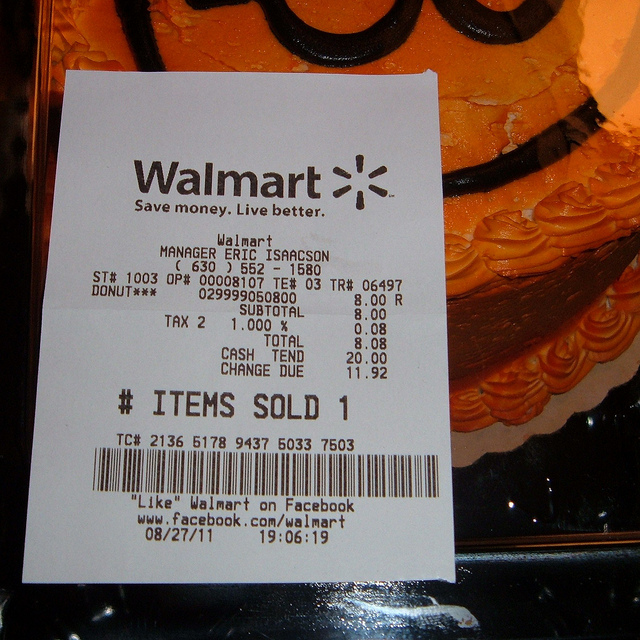 Walmart
Save money. Live better.
Walmart
MANAGER ERIC ISAACSON
( 630 ) 552 - 1580
ST# 1003 OP# 00008107 TE# 03 TR# 06497
DONUT*** 029999050800 8.00 R
SUBTOTAL 8.00
TAX 2 1.000 % 0.08
TOTAL 8.08
CASH TEND 20.00
CHANGE DUE 11.92
# ITEMS SOLD 1
TC# 2136 5178 9437 5033 7503
"Like" Walmart on Facebook
www.facebook.com/walmart
08/27/11 19:06:19